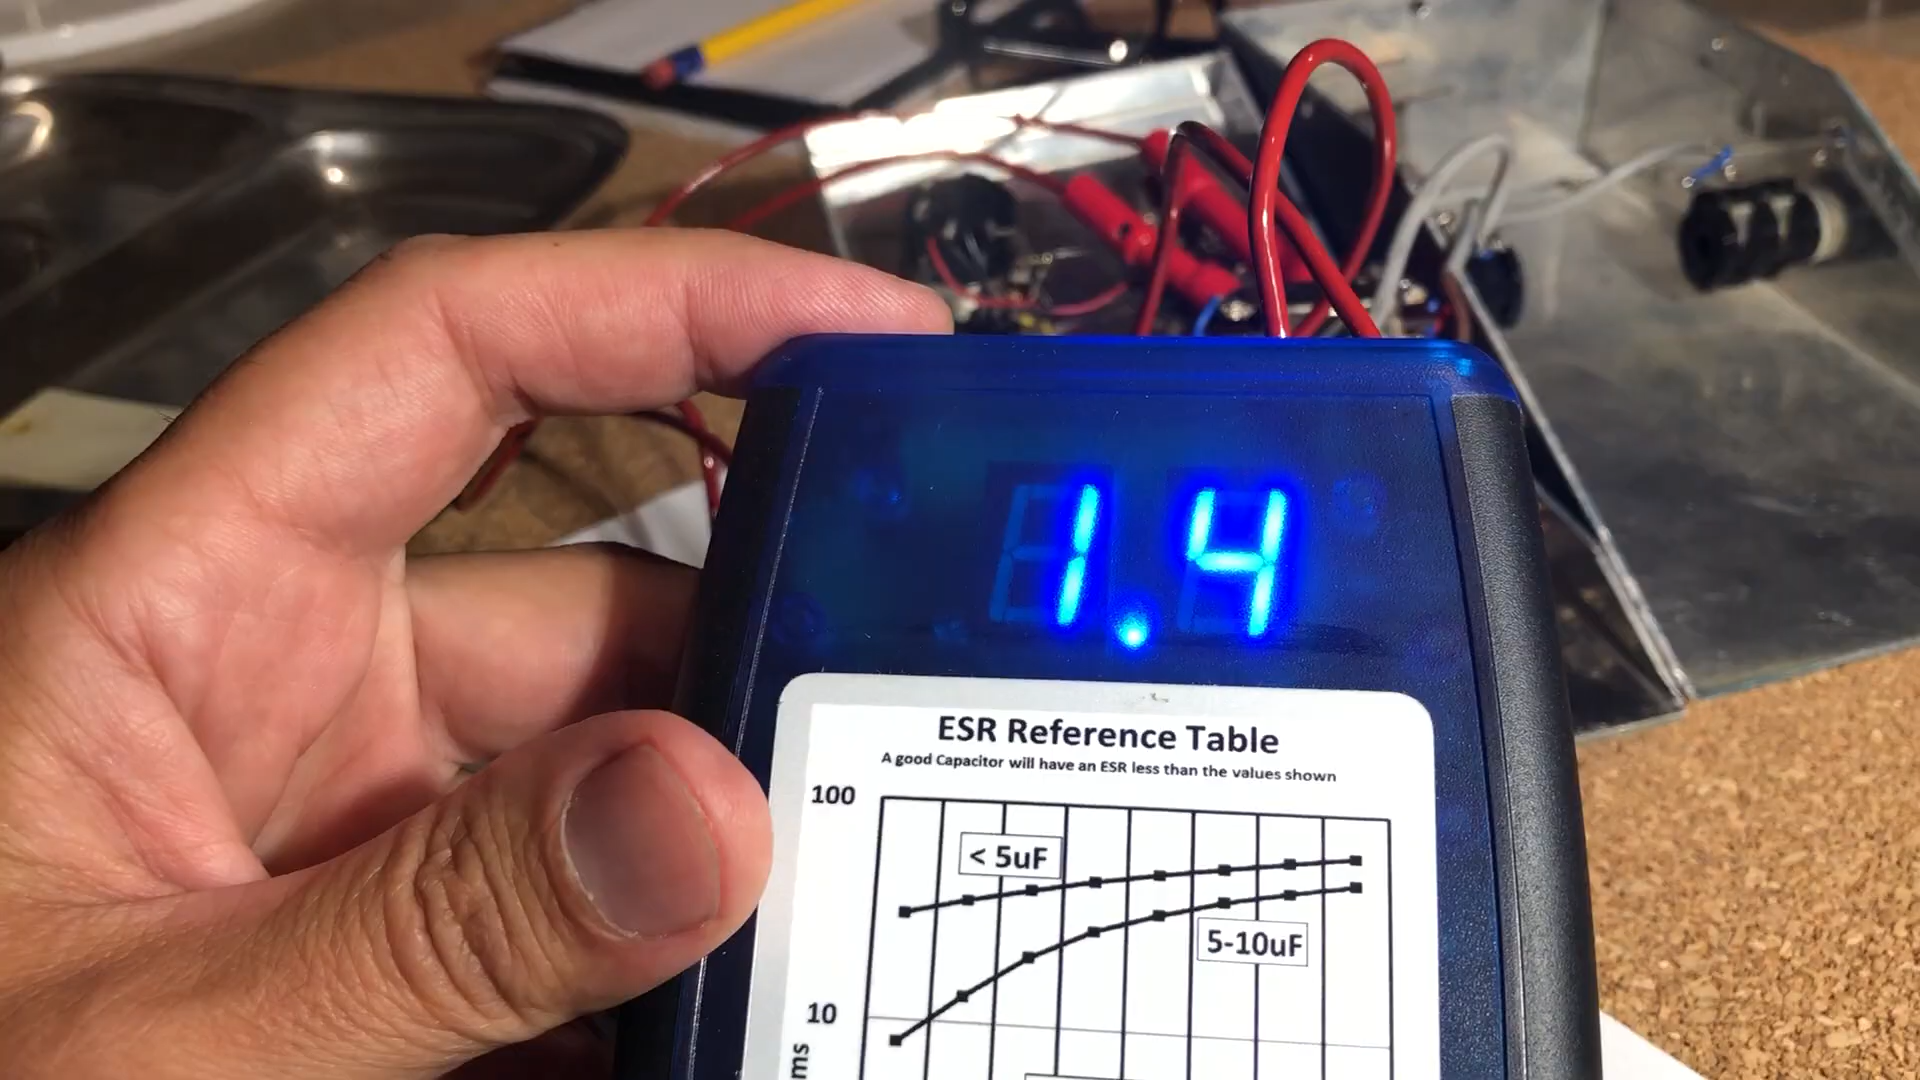 1.4
ESR Reference Table
A good Capacitor will have an ESR less than the values shown
100
< 5uF
5-10uF
10